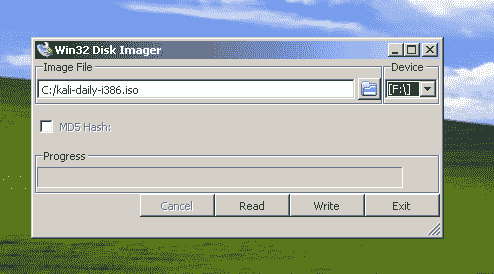 Win32 Disk Imager
Image File
Device
C:/kali-daily-i386.iso
[F:\]
MD5 Hash:
Progress
Cancel
Read
Write
Exit